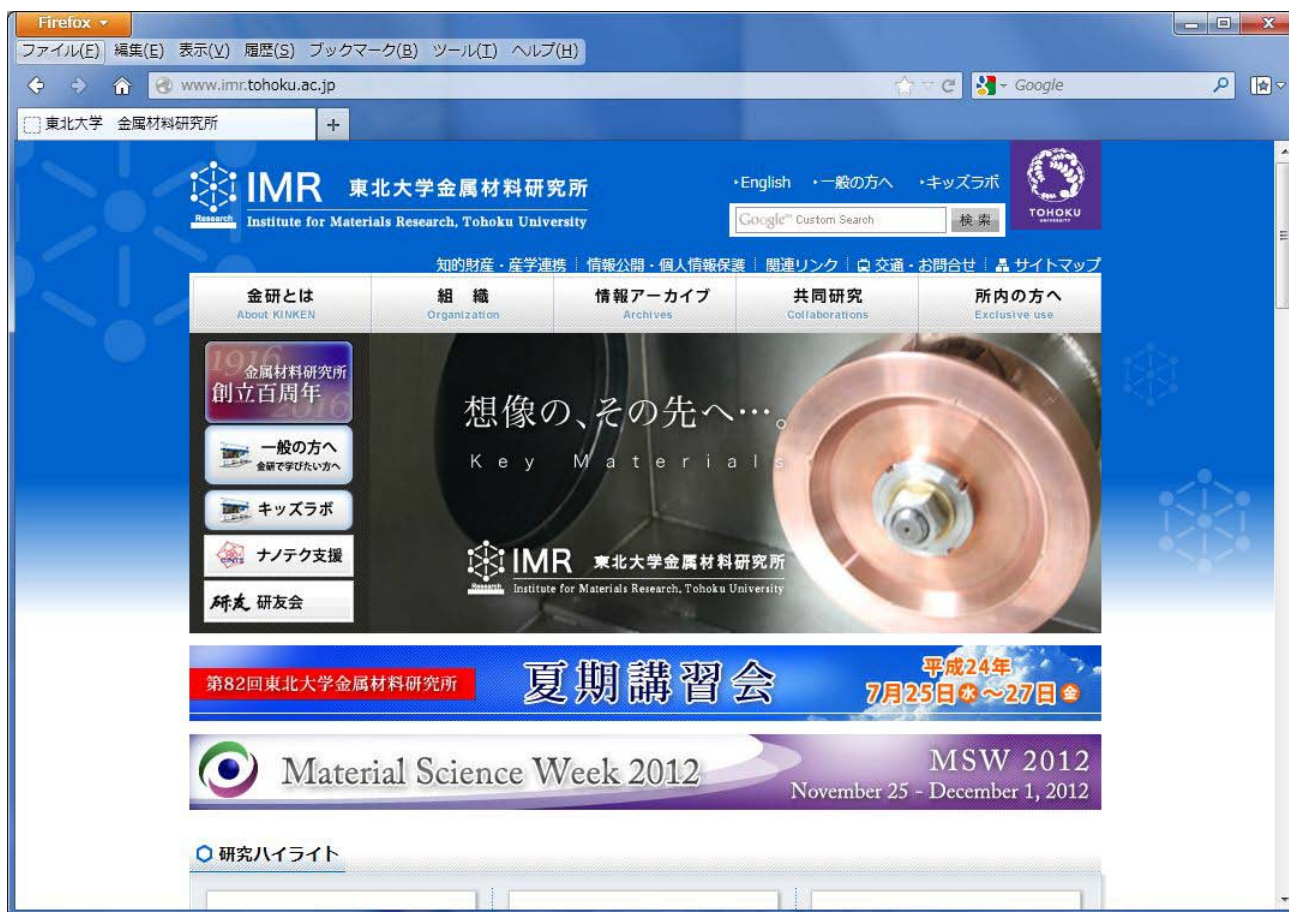 Firefox
ファイル(F) 編集(E) 表示(V) 履歴(S) ブックマーク(B) ツール(T) ヘルプ(H)
www.imr.tohoku.ac.jp
Google
東北大学 金属材料研究所
IMR 東北大学金属材料研究所
Research Institute for Materials Research, Tohoku University
English 一般の方へ キッズラボ
Google™ Custom Search 検索
TOHOKU
UNIVERSITY
知的財産・産学連携 情報公開・個人情報保護 関連リンク 交通・お問合せ サイトマップ
金研とは 組織 情報アーカイブ 共同研究 所内の方へ
About KINKEN Organization Archives Collaborations Exclusive use
1916
金属材料研究所
創立百周年
2016
一般の方へ
金研で学びたい方へ
キッズラボ
ナノテク支援
研友 研友会
想像の、その先へ…。
Key Materials
IMR 東北大学金属材料研究所
Research Institute for Materials Research, Tohoku University
第82回東北大学金属材料研究所 夏期講習会 平成24年
7月25日水～27日金
Material Science Week 2012 MSW 2012
November 25 - December 1, 2012
研究ハイライト